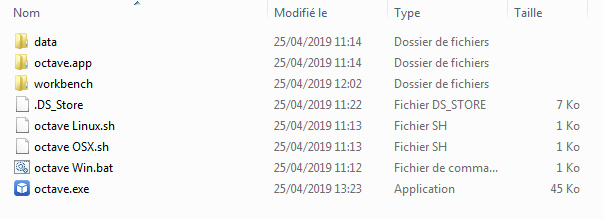 Nom Modifié le Type Taille
data 25/04/2019 11:14 Dossier de fichiers
octave.app 25/04/2019 11:14 Dossier de fichiers
workbench 25/04/2019 12:02 Dossier de fichiers
.DS_Store 25/04/2019 11:22 Fichier DS_STORE 7 Ko
octave Linux.sh 25/04/2019 11:13 Fichier SH 1 Ko
octave OSX.sh 25/04/2019 11:13 Fichier SH 1 Ko
octave Win.bat 25/04/2019 11:12 Fichier de comma... 1 Ko
octave.exe 25/04/2019 13:23 Application 45 Ko